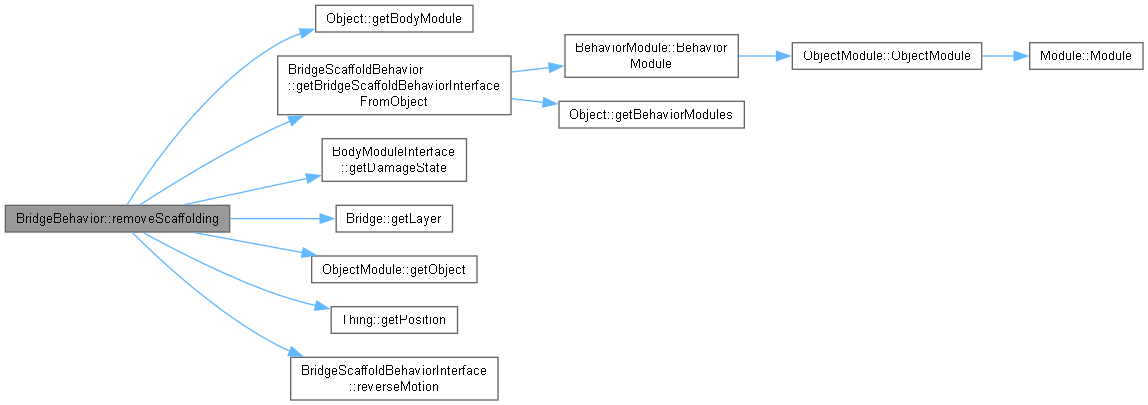 Object::getBodyModule
BridgeScaffoldBehavior
::getBridgeScaffoldBehaviorInterface
FromObject
BehaviorModule::Behavior
Module
ObjectModule::ObjectModule
Module::Module
Object::getBehaviorModules
BodyModuleInterface
::getDamageState
BridgeBehavior::removeScaffolding
Bridge::getLayer
ObjectModule::getObject
Thing::getPosition
BridgeScaffoldBehaviorInterface
::reverseMotion